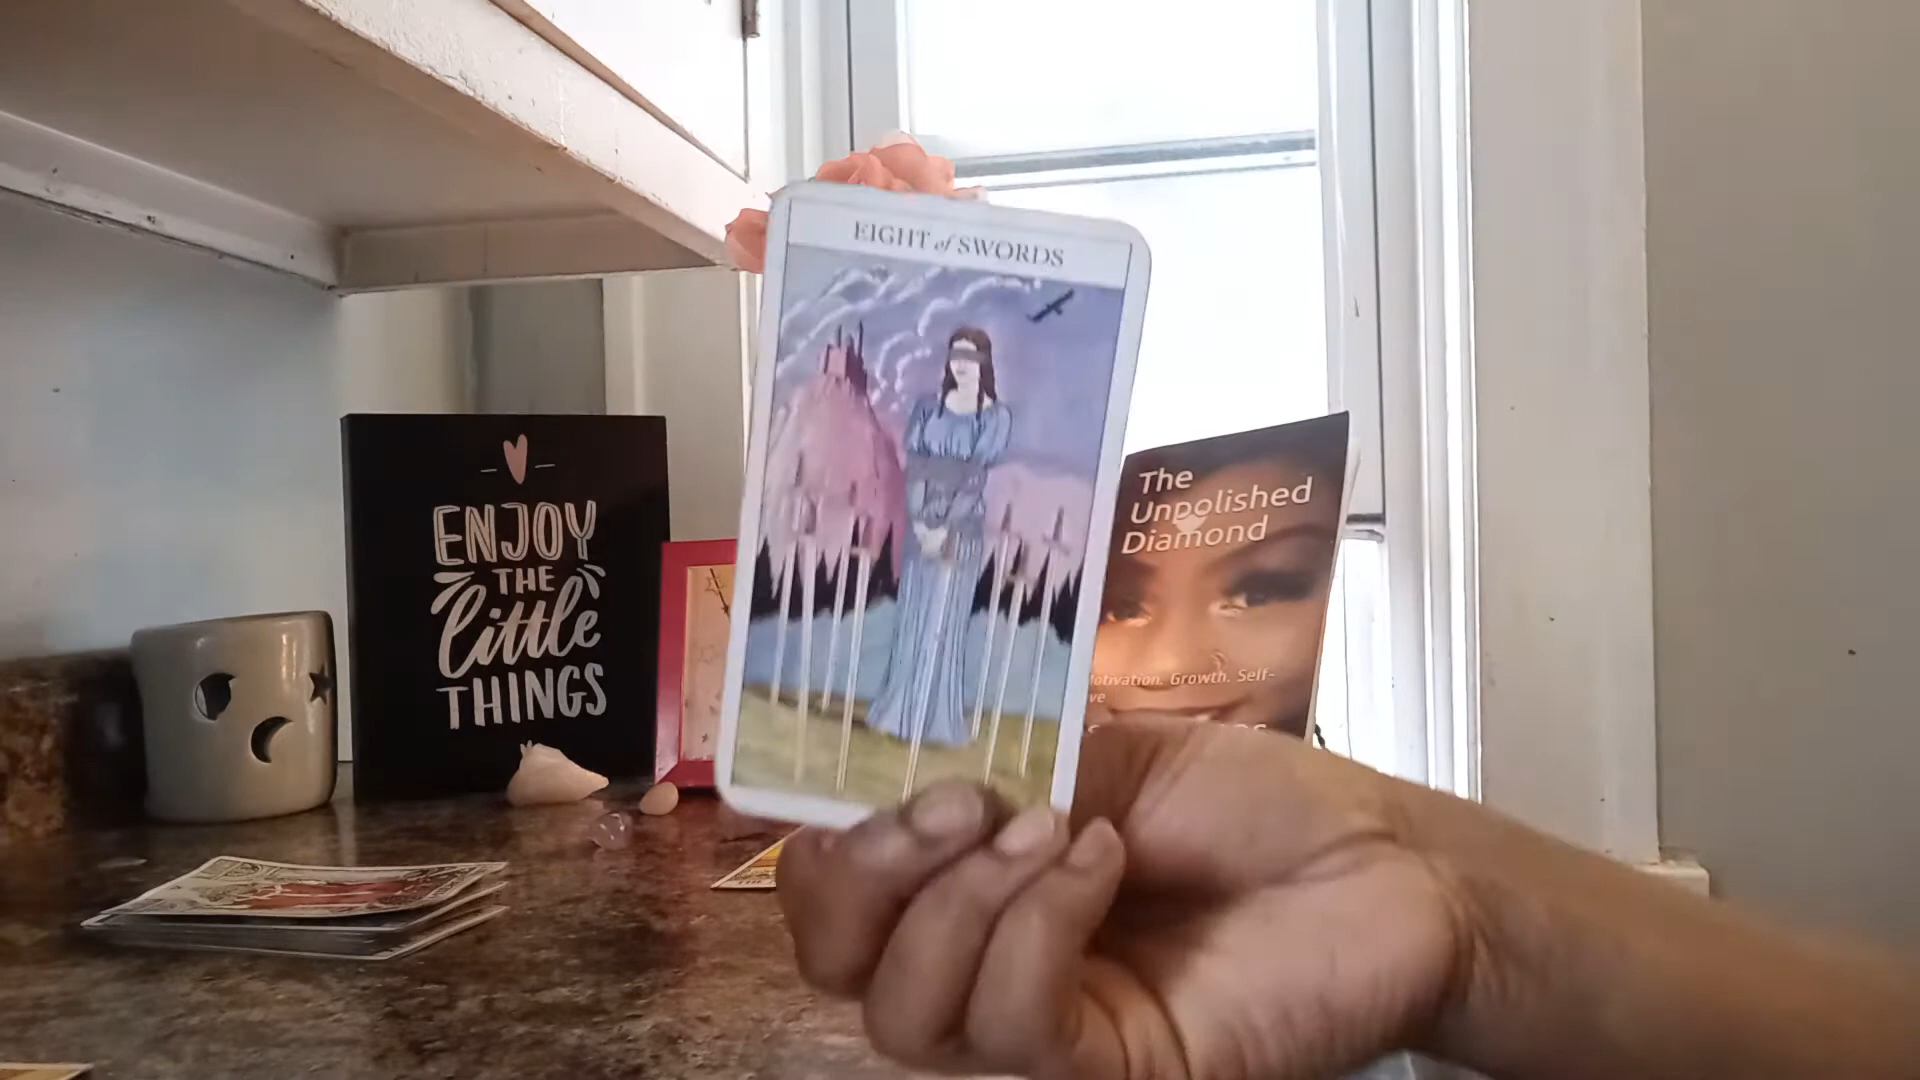 EIGHT of SWORDS
ENJOY
THE
little
THINGS
The
Unpolished
Diamond
Motivation. Growth. Self-